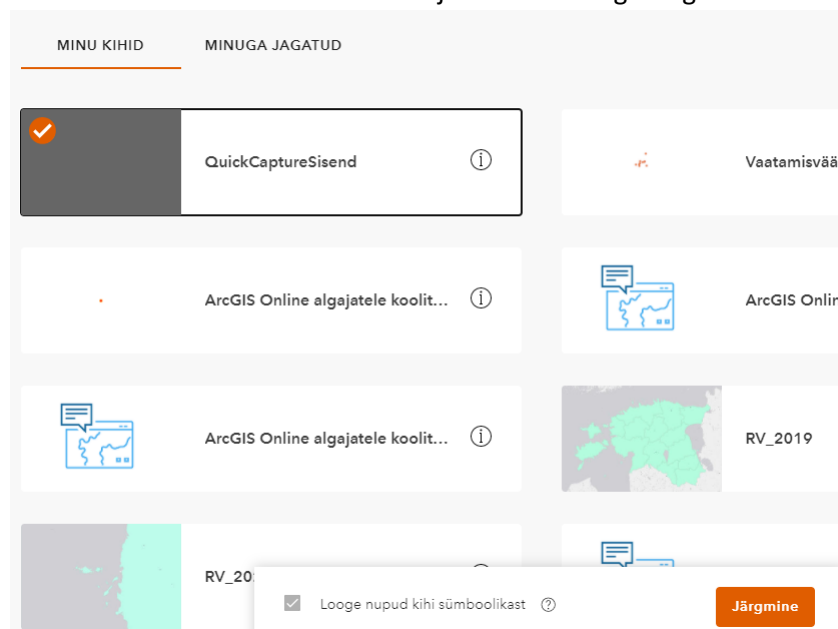 MINU KIHID MINUGA JAGATUD
QuickCaptureSisend
ArcGIS Online algajatele koolit...
ArcGIS Online algajatele koolit...
RV_2019
Looge nupud kihi sümboolikast
Järgmine